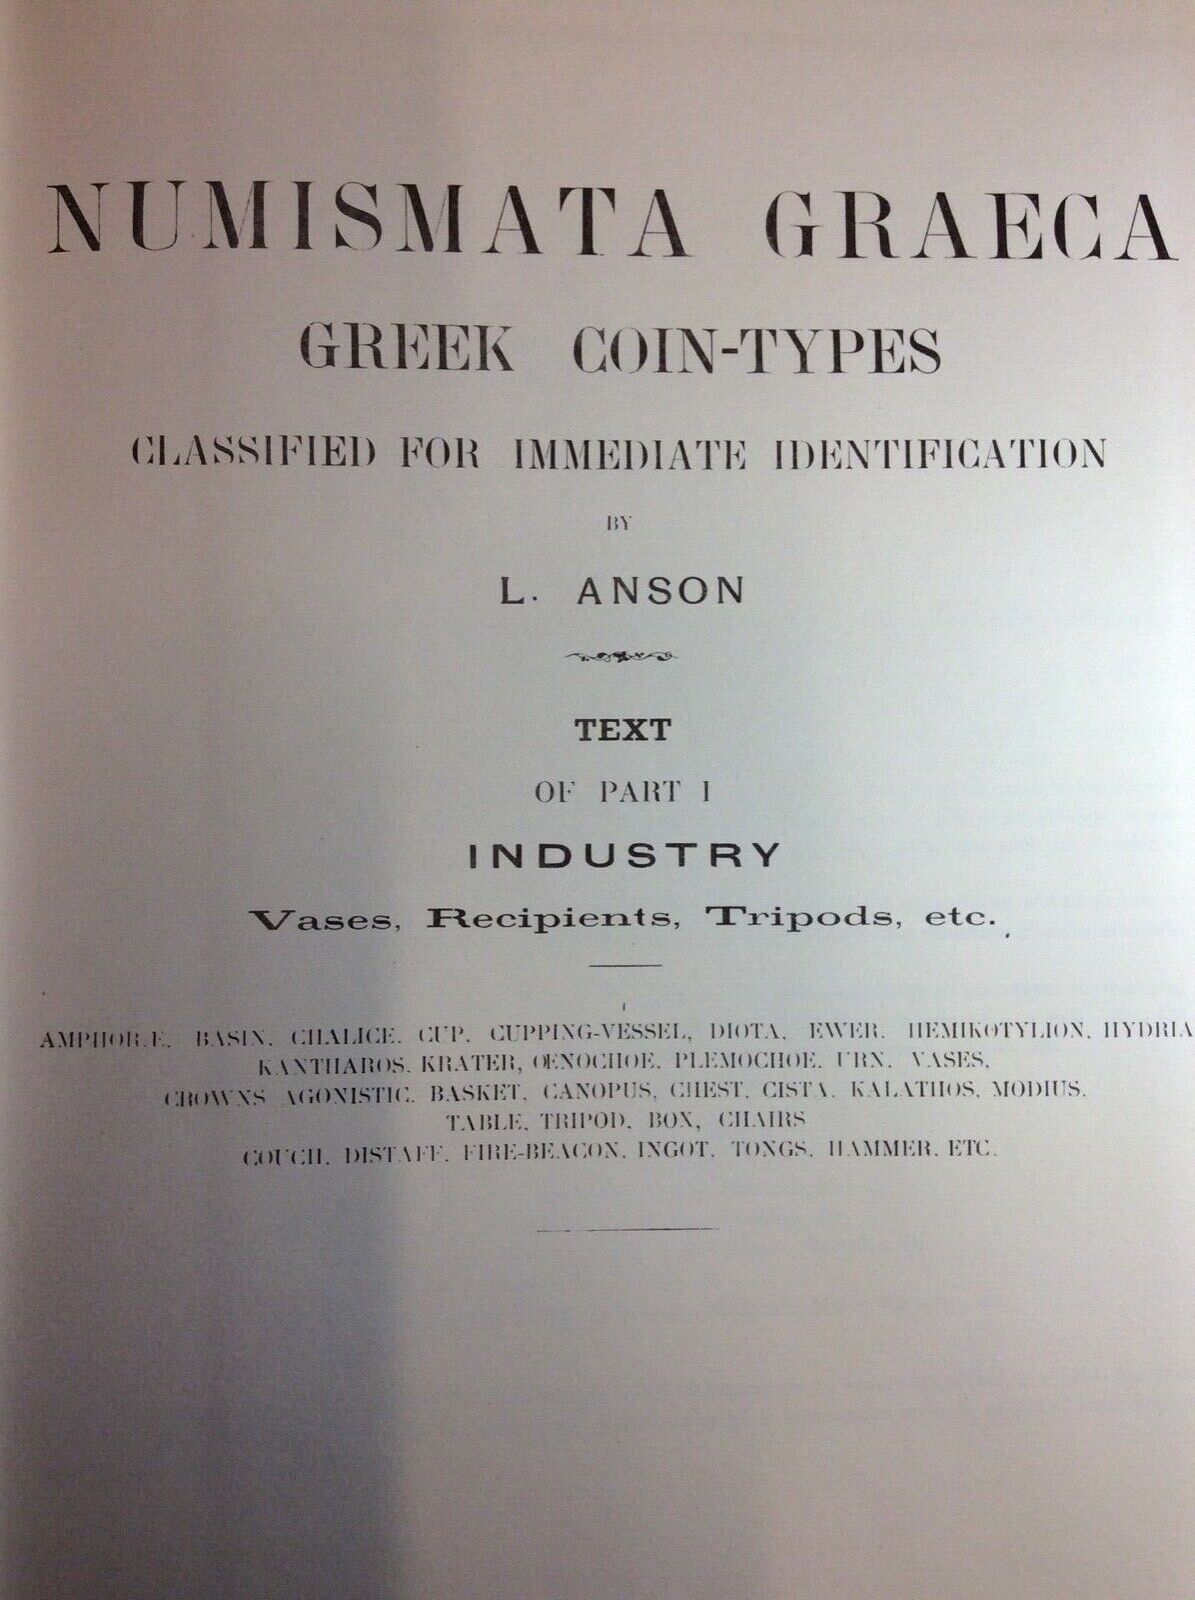 NUMISMATA GRAECA
GREEK COIN-TYPES
CLASSIFIED FOR IMMEDIATE IDENTIFICATION
BY
L. ANSON
TEXT
OF PART I
INDUSTRY
Vases, Recipients, Tripods, etc.
AMPHORÆ, BASIN, CHALICE, CUP, CUPPING-VESSEL, DIOTA, EWER, HEMIKOTYLION, HYDRIA
KANTHAROS, KRATER, OENOCHOE, PLEMOCHOE, URN, VASES,
CROWNS AGONISTIC, BASKET, CANOPUS, CHEST, CISTA, KALATHOS, MODIUS,
TABLE, TRIPOD, BOX, CHAIRS
COUCH, DISTAFF, FIRE-BEACON, INGOT, TONGS, HAMMER, ETC.